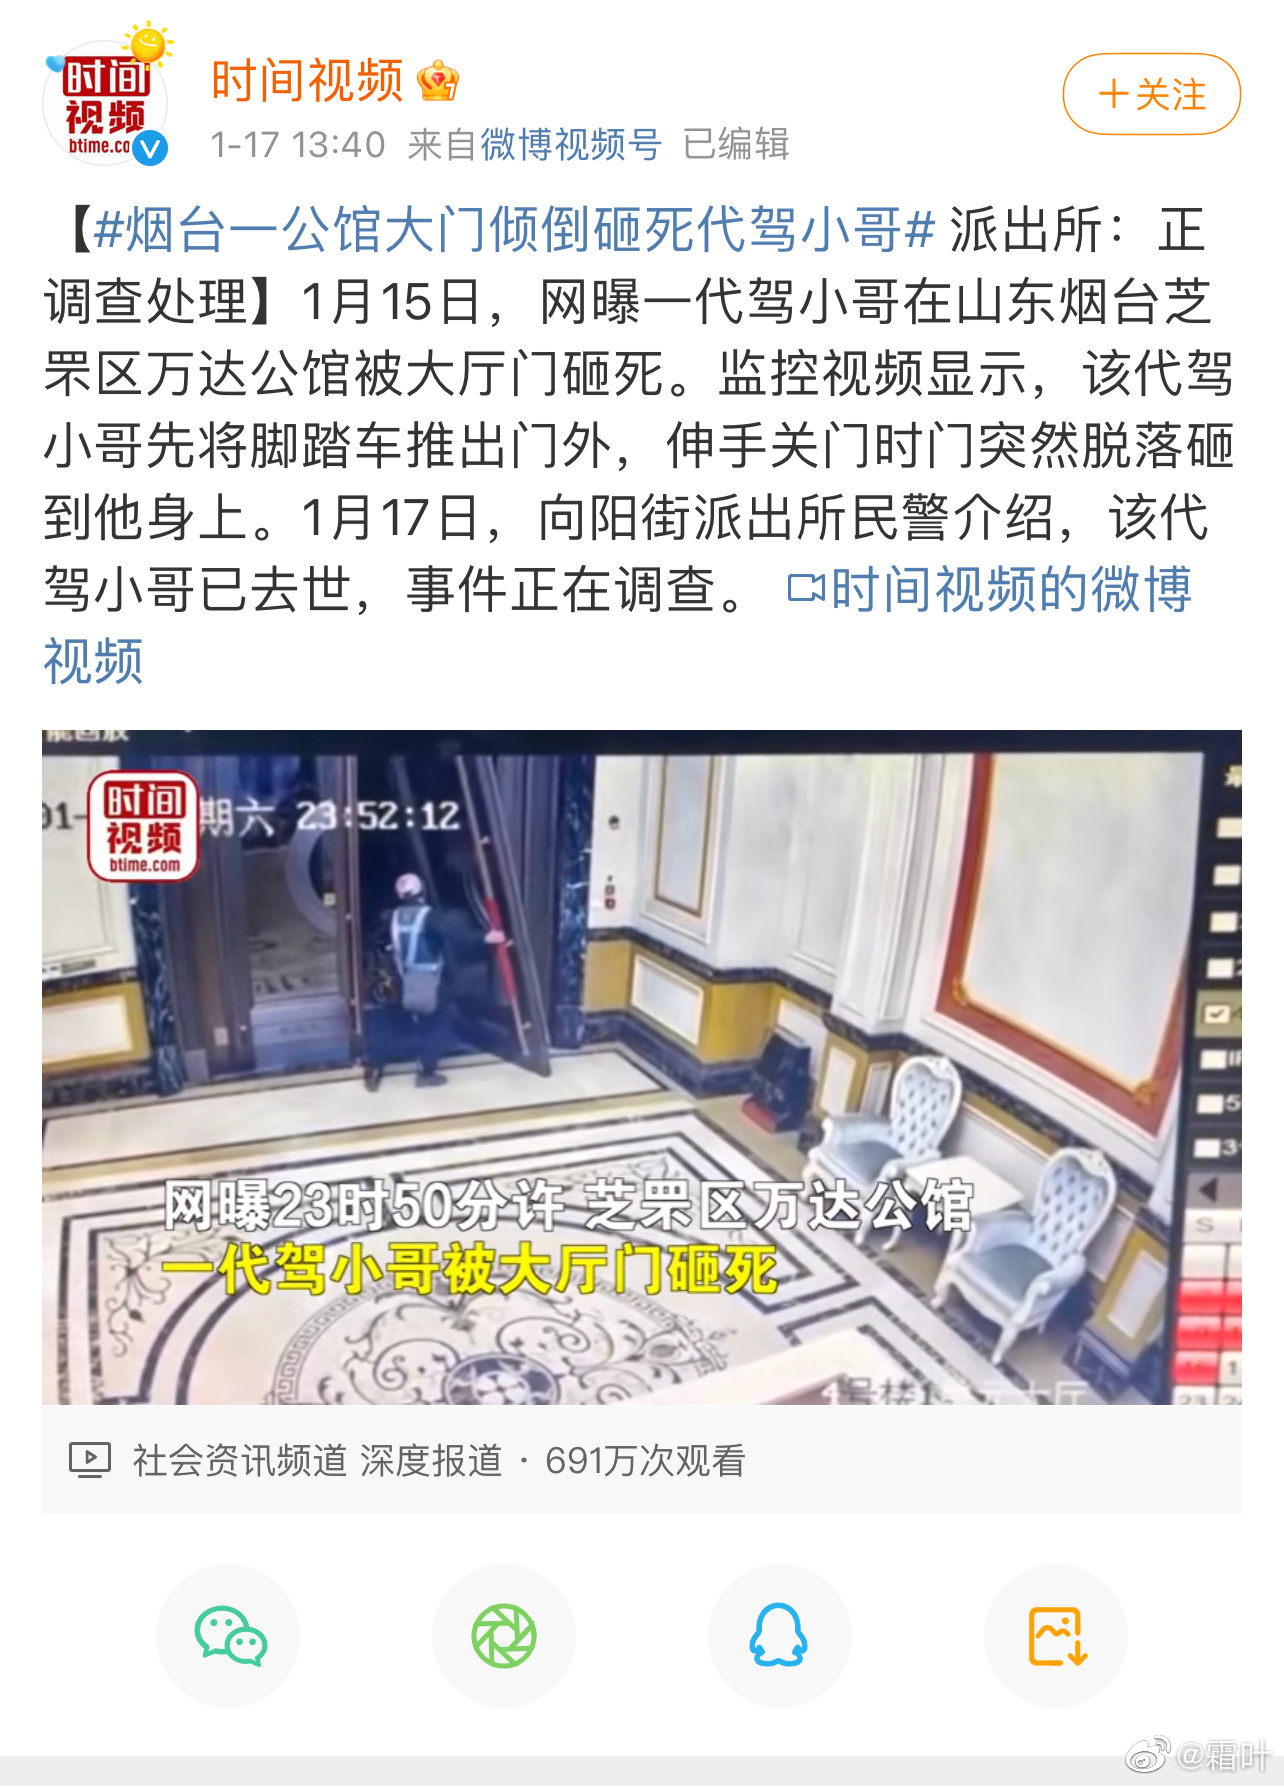 时间视频
btime.co
时间视频
+关注
1-17 13:40 来自微博视频号 已编辑
【#烟台一公馆大门倾倒砸死代驾小哥# 派出所：正
调查处理】1月15日，网曝一代驾小哥在山东烟台芝
罘区万达公馆被大厅门砸死。监控视频显示，该代驾
小哥先将脚踏车推出门外，伸手关门时门突然脱落砸
到他身上。1月17日，向阳街派出所民警介绍，该代
驾小哥已去世，事件正在调查。 时间视频的微博
视频
时间
视频
btime.com
01-
期六 23:52:12
网曝23时50分许 芝罘区万达公馆
一代驾小哥被大厅门砸死
社会资讯频道 深度报道 · 691万次观看
@霜叶